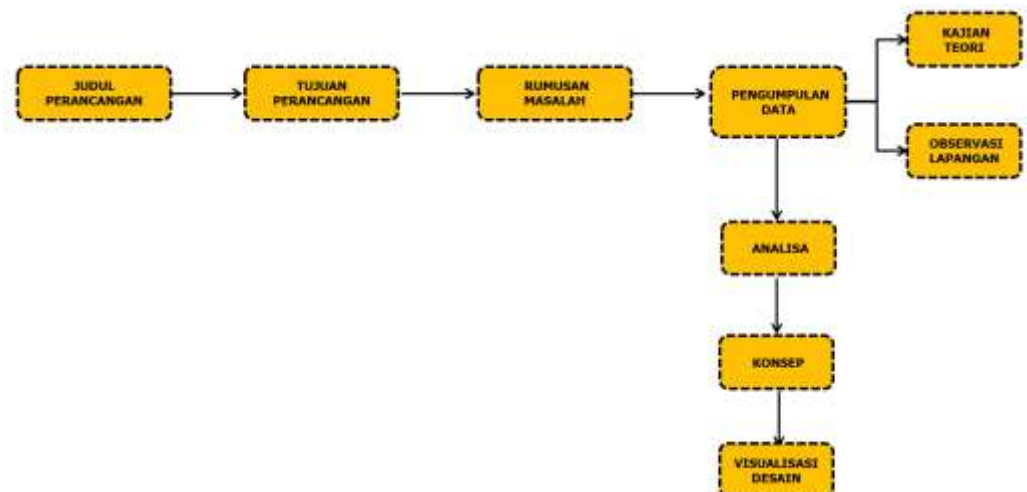 JUDUL
PERANCANGAN
TUJUAN
PERANCANGAN
RUMUSAN
MASALAH
PENGUMPULAN
DATA
KAJIAN
TEORI
OBSERVASI
LAPANGAN
ANALISA
KONSEP
VISUALISASI
DESAIN